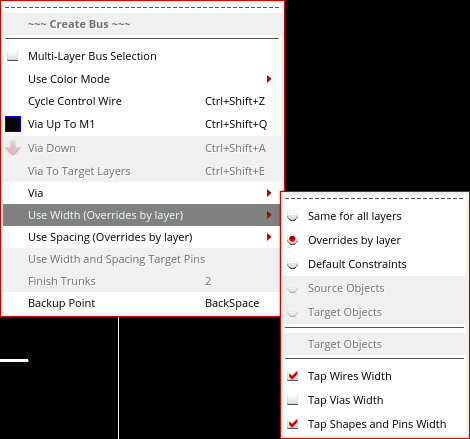 ~~~ Create Bus ~~~
Multi-Layer Bus Selection
Use Color Mode
Cycle Control Wire Ctrl+Shift+Z
Via Up To M1 Ctrl+Shift+Q
Via Down Ctrl+Shift+A
Via To Target Layers Ctrl+Shift+E
Via
Use Width (Overrides by layer)
Use Spacing (Overrides by layer)
Use Width and Spacing Target Pins
Finish Trunks 2
Backup Point BackSpace
Same for all layers
Overrides by layer
Default Constraints
Source Objects
Target Objects
Target Objects
Tap Wires Width
Tap Vias Width
Tap Shapes and Pins Width